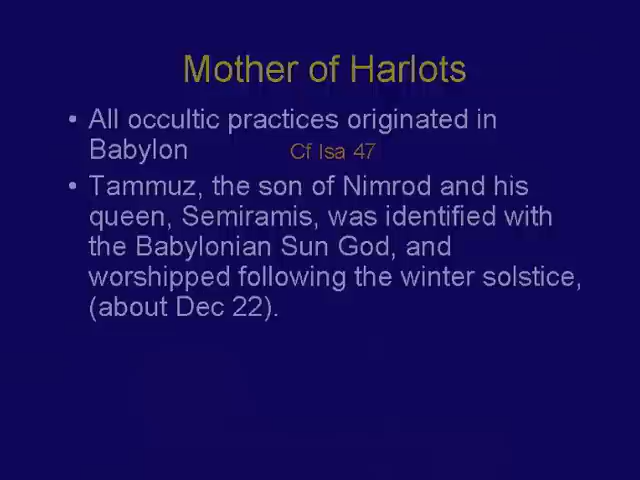 Mother of Harlots
• All occultic practices originated in
Babylon Cf Isa 47
• Tammuz, the son of Nimrod and his
queen, Semiramis, was identified with
the Babylonian Sun God, and
worshipped following the winter solstice,
(about Dec 22).